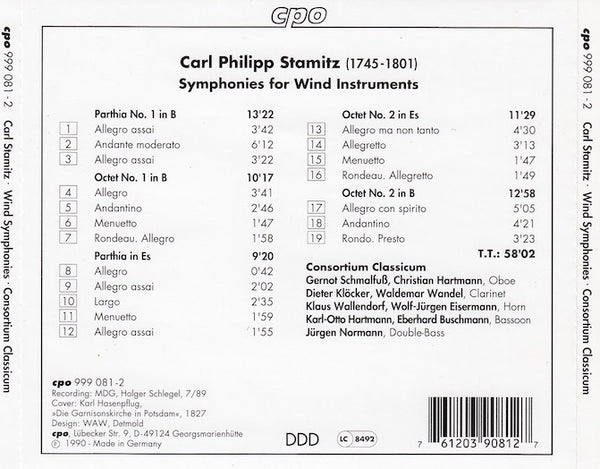 cpo
cpo 999 081-2 Carl Stamitz · Wind Symphonies · Consortium Classicum
Carl Philipp Stamitz (1745-1801)
Symphonies for Wind Instruments
Parthia No. 1 in B 13'22
1 Allegro assai 3'42
2 Andante moderato 6'12
3 Allegro assai 3'22
Octet No. 1 in B 10'17
4 Allegro 3'41
5 Andantino 2'46
6 Menuetto 1'47
7 Rondeau. Allegro 1'58
Parthia in Es 9'20
8 Allegro 0'42
9 Allegro assai 2'02
10 Largo 2'35
11 Menuetto 1'59
12 Allegro assai 1'55
Octet No. 2 in Es 11'29
13 Allegro ma non tanto 4'30
14 Allegretto 3'13
15 Menuetto 1'47
16 Rondeau. Allegretto 1'49
Octet No. 2 in B 12'58
17 Allegro con spirito 5'05
18 Andantino 4'21
19 Rondo. Presto 3'23
T.T.: 58'02
Consortium Classicum
Gernot Schmalfuß, Christian Hartmann, Oboe
Dieter Klöcker, Waldemar Wandel, Clarinet
Klaus Wallendorf, Wolf-Jürgen Eisermann, Horn
Karl-Otto Hartmann, Eberhard Buschmann, Bassoon
Jürgen Normann, Double-Bass
cpo 999 081-2
Recording: MDG, Holger Schlegel, 7/89
Cover: Karl Hasenpflug,
»Die Garnisonskirche in Potsdam«, 1827
Design: WAW, Detmold
cpo, Lübecker Str. 9, D-49124 Georgsmarienhütte
℗ 1990 - Made in Germany
DDD
LC 8492
7 61203 90812 7
cpo 999 081-2 Carl Stamitz · Wind Symphonies · Consortium Classicum